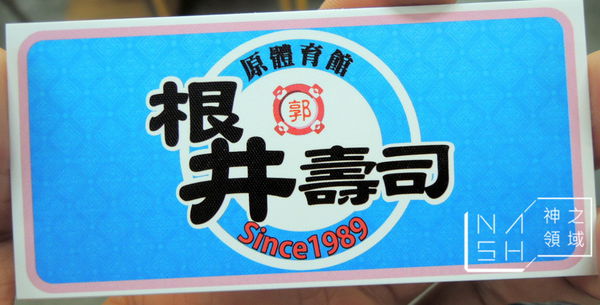 原體育館
郭
根井壽司
Since1989
NASH 神之領域